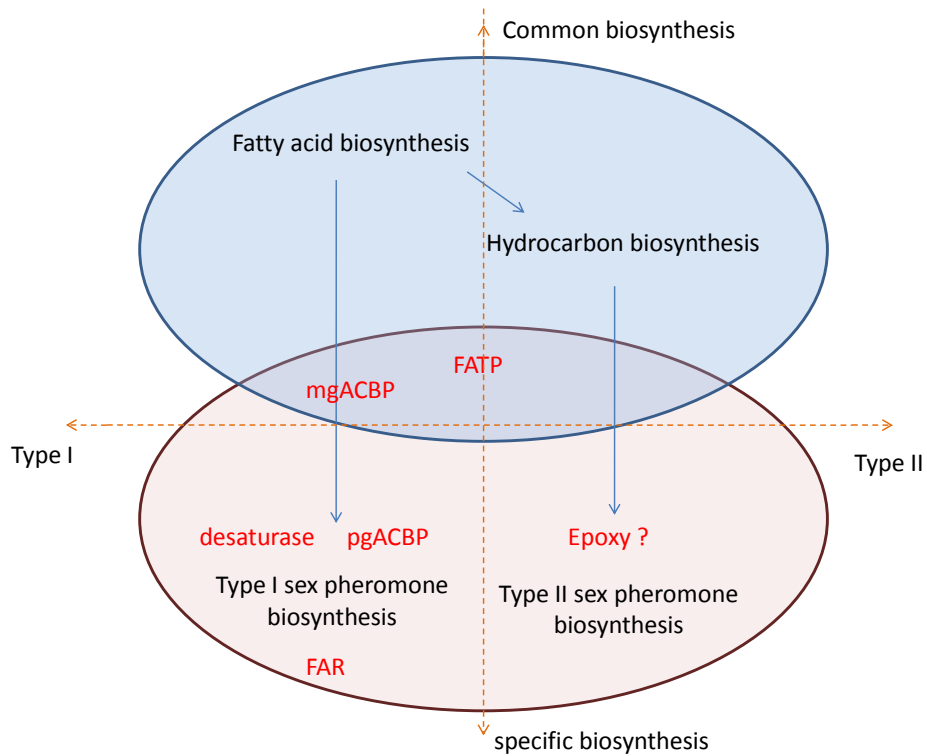 Common biosynthesis
Fatty acid biosynthesis
Hydrocarbon biosynthesis
FATP
mgACBP
Type I
Type II
desaturase
pgACBP
Epoxy ?
Type I sex pheromone
biosynthesis
Type II sex pheromone
biosynthesis
FAR
specific biosynthesis